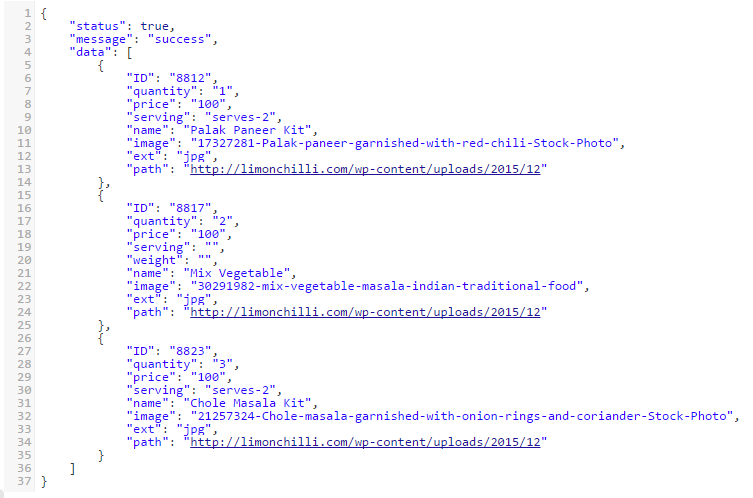 1 {
2     "status": true,
3     "message": "success",
4     "data": [
5         {
6             "ID": "8812",
7             "quantity": "1",
8             "price": "100",
9             "serving": "serves-2",
10             "name": "Palak Paneer Kit",
11             "image": "17327281-Palak-paneer-garnished-with-red-chili-Stock-Photo",
12             "ext": "jpg",
13             "path": "http://limonchilli.com/wp-content/uploads/2015/12"
14         },
15         {
16             "ID": "8817",
17             "quantity": "2",
18             "price": "100",
19             "serving": "",
20             "weight": "",
21             "name": "Mix Vegetable",
22             "image": "30291982-mix-vegetable-masala-indian-traditional-food",
23             "ext": "jpg",
24             "path": "http://limonchilli.com/wp-content/uploads/2015/12"
25         },
26         {
27             "ID": "8823",
28             "quantity": "3",
29             "price": "100",
30             "serving": "serves-2",
31             "name": "Chole Masala Kit",
32             "image": "21257324-Chole-masala-garnished-with-onion-rings-and-coriander-Stock-Photo",
33             "ext": "jpg",
34             "path": "http://limonchilli.com/wp-content/uploads/2015/12"
35         }
36     ]
37 }